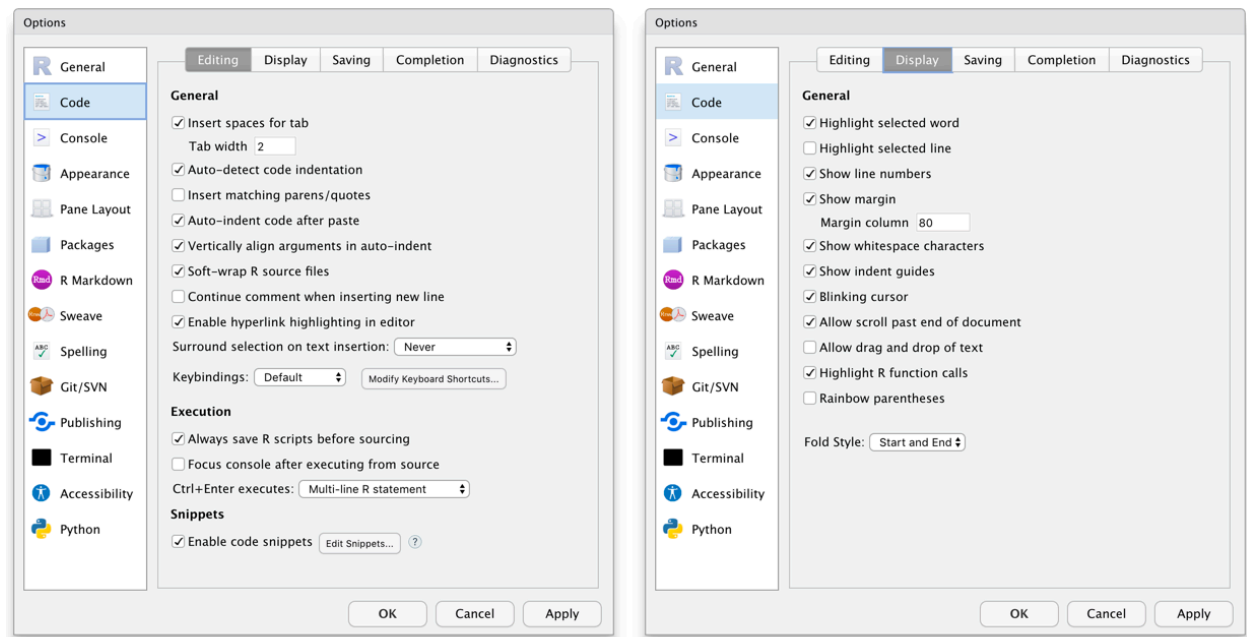 Options
General
Code
Console
Appearance
Pane Layout
Packages
R Markdown
Sweave
Spelling
Git/SVN
Publishing
Terminal
Accessibility
Python
Editing Display Saving Completion Diagnostics
General
Insert spaces for tab
Tab width 2
Auto-detect code indentation
Insert matching parens/quotes
Auto-indent code after paste
Vertically align arguments in auto-indent
Soft-wrap R source files
Continue comment when inserting new line
Enable hyperlink highlighting in editor
Surround selection on text insertion: Never
Keybindings: Default Modify Keyboard Shortcuts...
Execution
Always save R scripts before sourcing
Focus console after executing from source
Ctrl+Enter executes: Multi-line R statement
Snippets
Enable code snippets Edit Snippets... ?
OK Cancel Apply
Options
General
Code
Console
Appearance
Pane Layout
Packages
R Markdown
Sweave
Spelling
Git/SVN
Publishing
Terminal
Accessibility
Python
Editing Display Saving Completion Diagnostics
General
Highlight selected word
Highlight selected line
Show line numbers
Show margin
Margin column 80
Show whitespace characters
Show indent guides
Blinking cursor
Allow scroll past end of document
Allow drag and drop of text
Highlight R function calls
Rainbow parentheses
Fold Style: Start and End
OK Cancel Apply